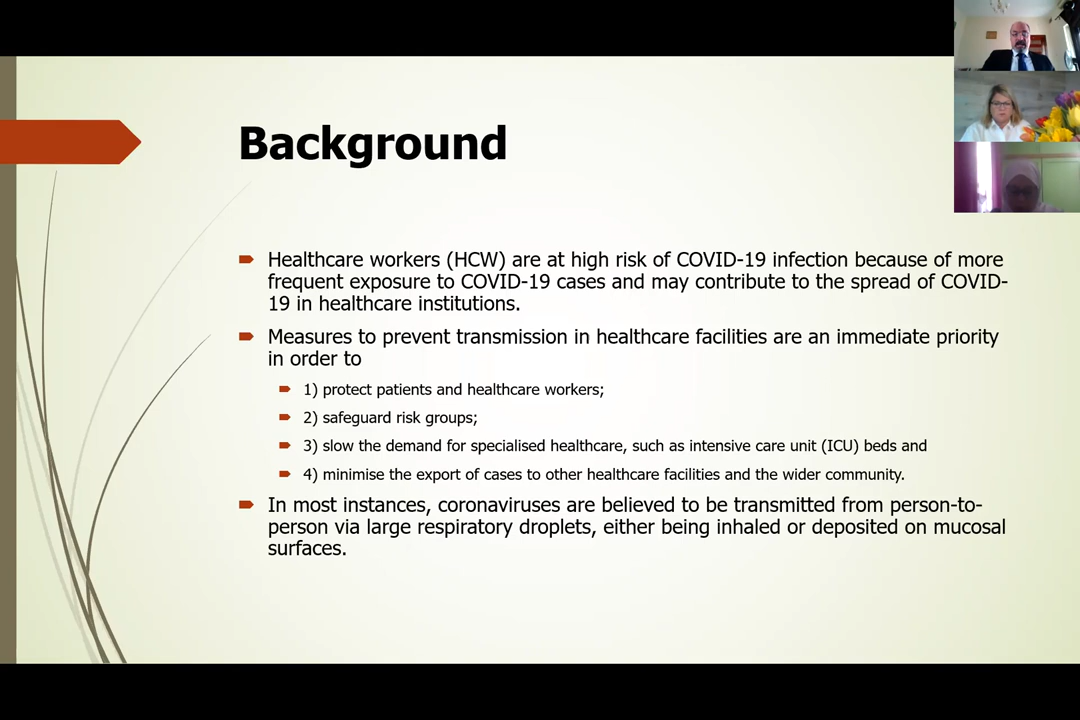 Background
Healthcare workers (HCW) are at high risk of COVID-19 infection because of more
frequent exposure to COVID-19 cases and may contribute to the spread of COVID-
19 in healthcare institutions.
Measures to prevent transmission in healthcare facilities are an immediate priority
in order to
1) protect patients and healthcare workers;
2) safeguard risk groups;
3) slow the demand for specialised healthcare, such as intensive care unit (ICU) beds and
4) minimise the export of cases to other healthcare facilities and the wider community.
In most instances, coronaviruses are believed to be transmitted from person-to-
person via large respiratory droplets, either being inhaled or deposited on mucosal
surfaces.